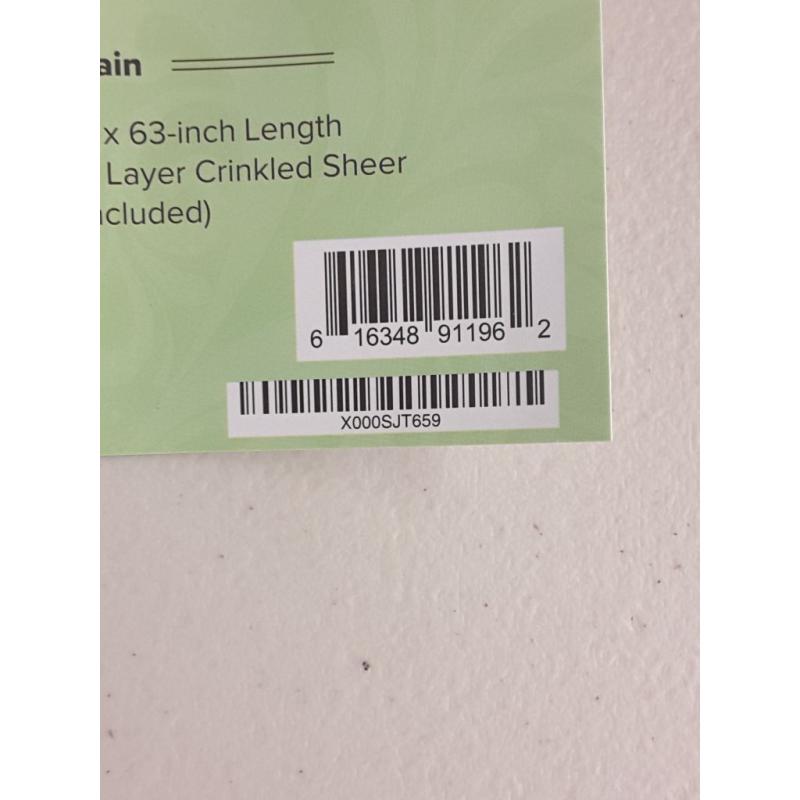 ain
x 63-inch Length
Layer Crinkled Sheer
cluded)
6 16348 91196 2
X000SJT659